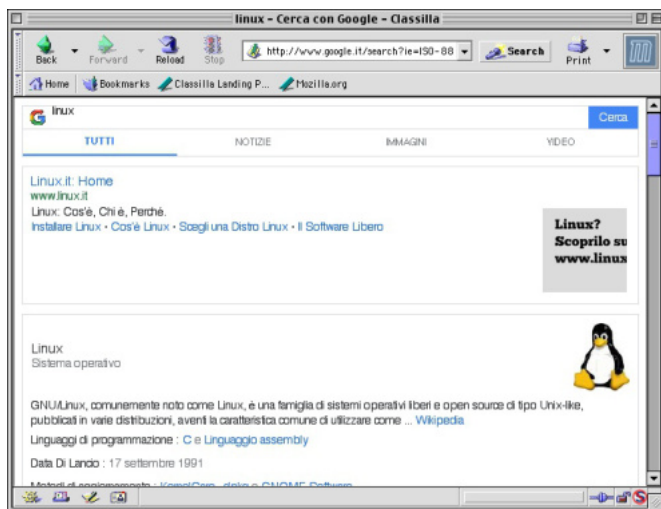 linux - Cerca con Google - Classilla
Back Forward Reload Stop http://www.google.it/search?ie=ISO-88 Search Print
Home Bookmarks Classilla Landing P... Mozilla.org
linux Cerca
TUTTI NOTIZIE IMMAGINI VIDEO
Linux.it: Home
www.linux.it
Linux: Cos'è, Chi è, Perché.
Installare Linux · Cos'è Linux · Scegli una Distro Linux · Il Software Libero
Linux?
Scoprilo su
www.linux
Linux
Sistema operativo
GNU/Linux, comunemente noto come Linux, è una famiglia di sistemi operativi liberi e open source di tipo Unix-like,
pubblicati in varie distribuzioni, aventi la caratteristica comune di utilizzare come ... Wikipedia
Linguaggi di programmazione : C e Linguaggio assembly
Data Di Lancio : 17 settembre 1991